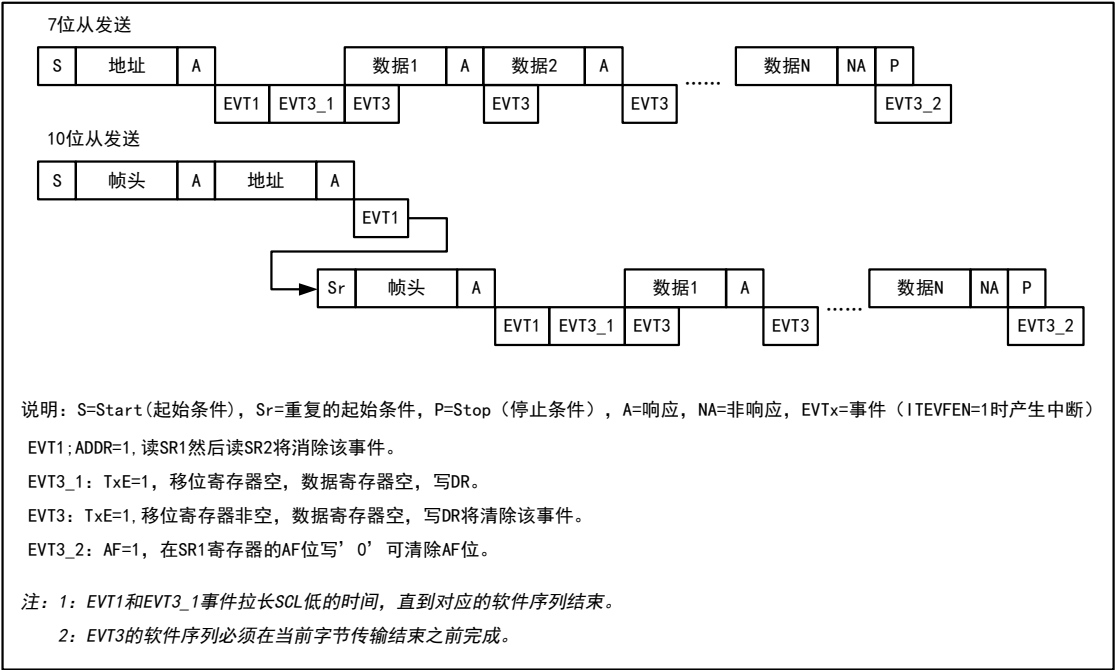 7位从发送
S 地址 A 数据1 A 数据2 A …… 数据N NA P
EVT1 EVT3_1 EVT3 EVT3 EVT3 EVT3_2
10位从发送
S 帧头 A 地址 A
EVT1
Sr 帧头 A 数据1 A …… 数据N NA P
EVT1 EVT3_1 EVT3 EVT3 EVT3_2
说明：S=Start(起始条件)，Sr=重复的起始条件，P=Stop（停止条件），A=响应，NA=非响应，EVTx=事件（ITEVFEN=1时产生中断）
EVT1;ADDR=1,读SR1然后读SR2将消除该事件。
EVT3_1：TxE=1，移位寄存器空，数据寄存器空，写DR。
EVT3：TxE=1,移位寄存器非空，数据寄存器空，写DR将清除该事件。
EVT3_2：AF=1，在SR1寄存器的AF位写’0’可清除AF位。
注：1：EVT1和EVT3_1事件拉长SCL低的时间，直到对应的软件序列结束。
2：EVT3的软件序列必须在当前字节传输结束之前完成。